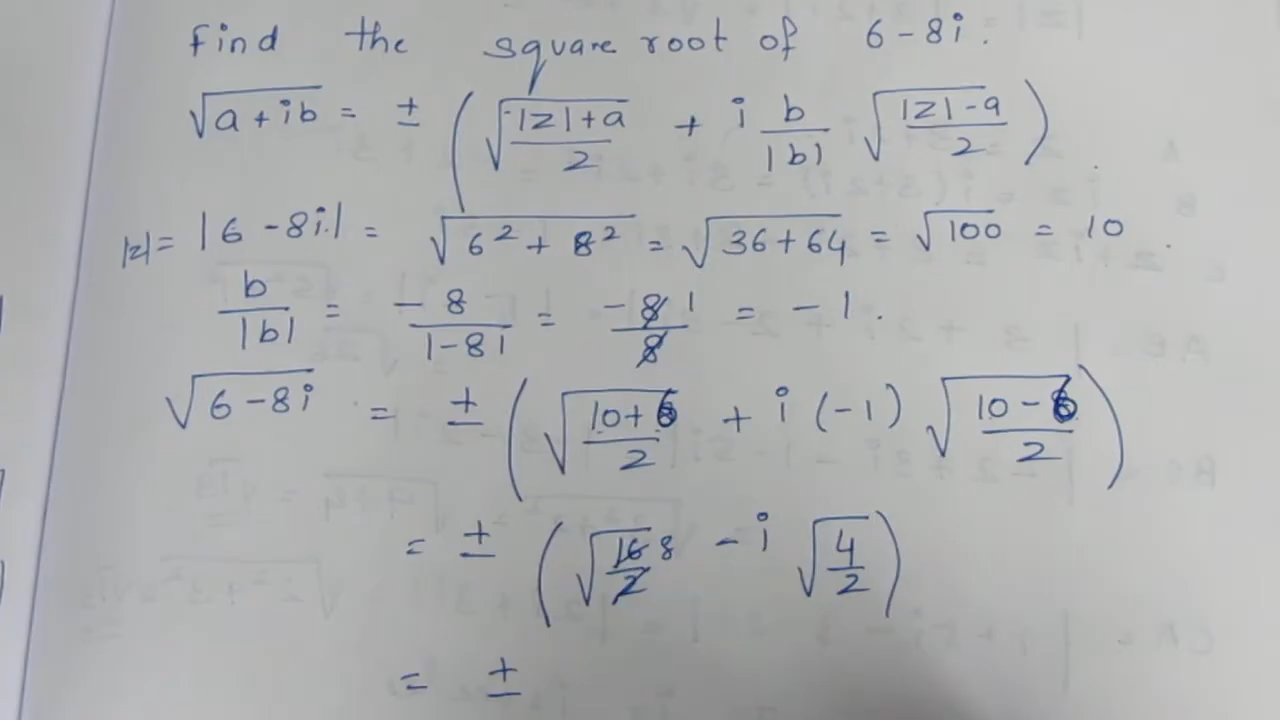 Find the square root of 6 - 8i.
√(a + ib) = ± ( √((|z| + a)/2) + i b/|b| √((|z| - a)/2) )
|z| = |6 - 8i| = √(6² + 8²) = √(36 + 64) = √100 = 10
b/|b| = -8/|-8| = -8/8 1 = -1.
√(6 - 8i) = ± ( √((10 + 6)/2) + i (-1) √((10 - 6)/2) )
= ± ( √(16/2) 8 - i √(4/2) )
= ±